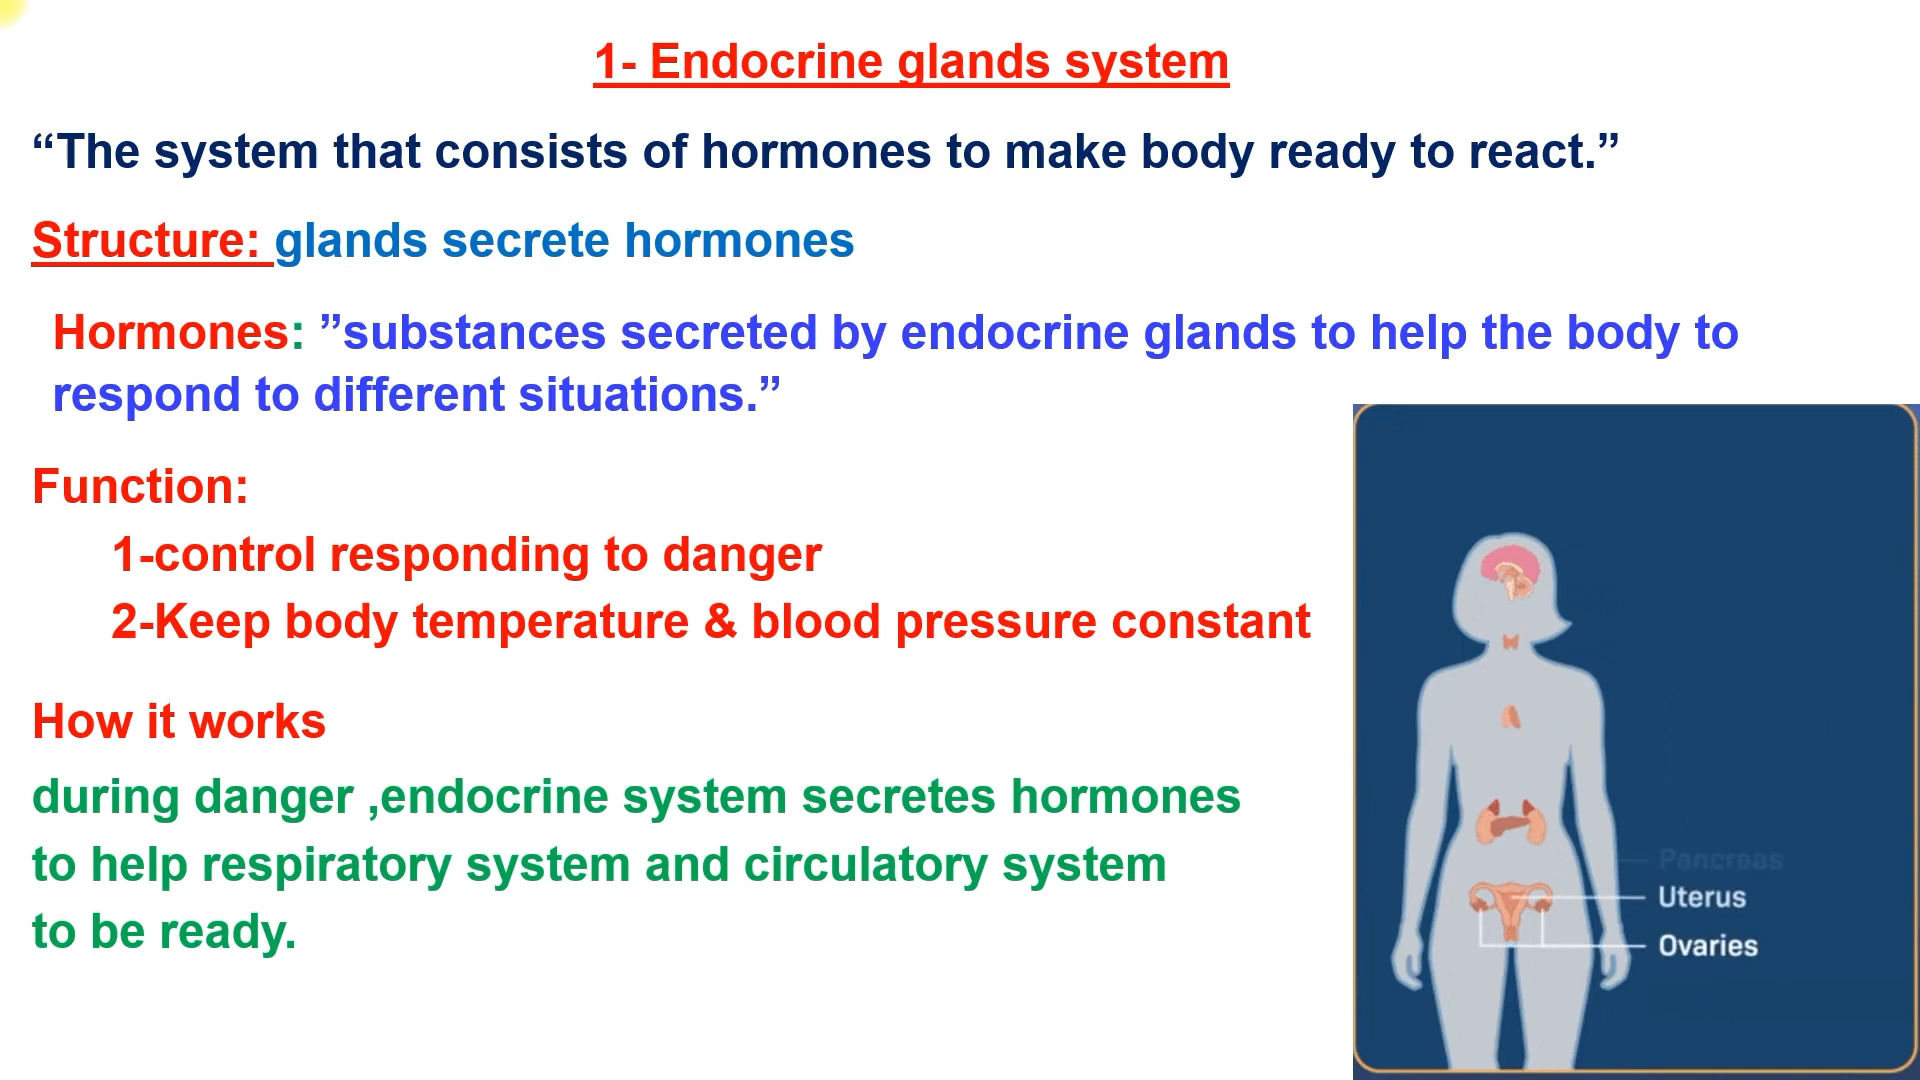 1- Endocrine glands system
“The system that consists of hormones to make body ready to react.”
Structure: glands secrete hormones
Hormones: ”substances secreted by endocrine glands to help the body to
respond to different situations.”
Function:
1-control responding to danger
2-Keep body temperature & blood pressure constant
How it works
during danger ,endocrine system secretes hormones
to help respiratory system and circulatory system
to be ready.
Pancreas
Uterus
Ovaries